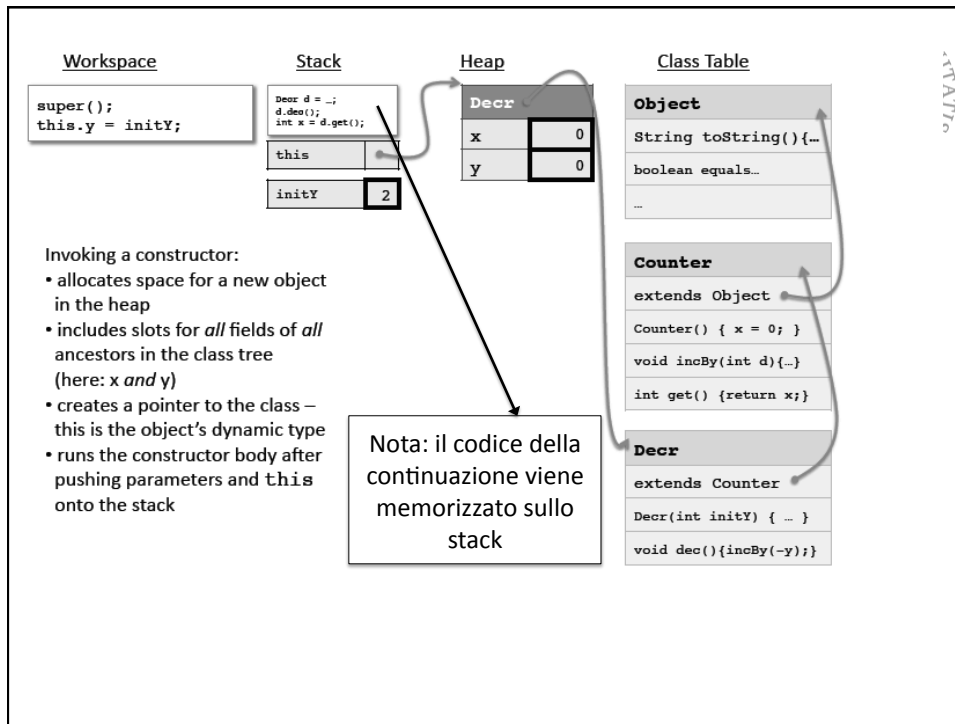 Workspace
Stack
Heap
Class Table
super();
this.y = initY;
Decr d = _;
d.dec();
int x = d.get();
this
initY 2
Decr
x 0
y 0
Object
String toString(){…
boolean equals…
…
Counter
extends Object
Counter() { x = 0; }
void incBy(int d){…}
int get() {return x;}
Decr
extends Counter
Decr(int initY) { … }
void dec(){incBy(-y);}
Invoking a constructor:
• allocates space for a new object
in the heap
• includes slots for all fields of all
ancestors in the class tree
(here: x and y)
• creates a pointer to the class –
this is the object's dynamic type
• runs the constructor body after
pushing parameters and this
onto the stack
Nota: il codice della
continuazione viene
memorizzato sullo
stack